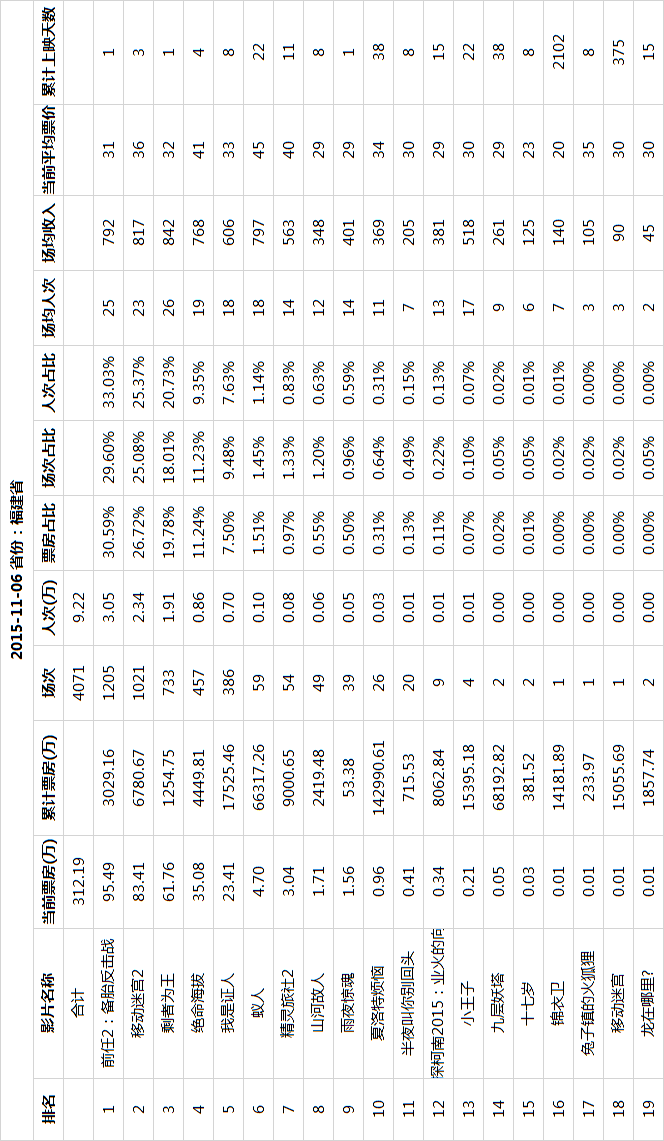 2015-11-06 省份：福建省
排名 影片名称 当前票房(万) 累计票房(万) 场次 人次(万) 票房占比 场次占比 人次占比 场均人次 场均收入 当前平均票价 累计上映天数
合计 312.19 4071 9.22
1 前任2：备胎反击战 95.49 3029.16 1205 3.05 30.59% 29.60% 33.03% 25 792 31 1
2 移动迷宫2 83.41 6780.67 1021 2.34 26.72% 25.08% 25.37% 23 817 36 3
3 剩者为王 61.76 1254.75 733 1.91 19.78% 18.01% 20.73% 26 842 32 1
4 绝命海拔 35.08 4449.81 457 0.86 11.24% 11.23% 9.35% 19 768 41 4
5 我是证人 23.41 17525.46 386 0.70 7.50% 9.48% 7.63% 18 606 33 8
6 蚁人 4.70 66317.26 59 0.10 1.51% 1.45% 1.14% 18 797 45 22
7 精灵旅社2 3.04 9000.65 54 0.08 0.97% 1.33% 0.83% 14 563 40 11
8 山河故人 1.71 2419.48 49 0.06 0.55% 1.20% 0.63% 12 348 29 8
9 雨夜惊魂 1.56 53.38 39 0.05 0.50% 0.96% 0.59% 14 401 29 1
10 夏洛特烦恼 0.96 142990.61 26 0.03 0.31% 0.64% 0.31% 11 369 34 38
11 半夜叫你别回头 0.41 715.53 20 0.01 0.13% 0.49% 0.15% 7 205 30 8
12 探柯南2015：业火的向 0.34 8062.84 9 0.01 0.11% 0.22% 0.13% 13 381 29 15
13 小王子 0.21 15395.18 4 0.01 0.07% 0.10% 0.07% 17 518 30 22
14 九层妖塔 0.05 68192.82 2 0.00 0.02% 0.05% 0.02% 9 261 29 38
15 十七岁 0.03 381.52 2 0.00 0.01% 0.05% 0.01% 6 125 23 8
16 锦衣卫 0.01 14181.89 1 0.00 0.00% 0.02% 0.01% 7 140 20 2102
17 兔子镇的火狐狸 0.01 233.97 1 0.00 0.00% 0.02% 0.00% 3 105 35 8
18 移动迷宫 0.01 15055.69 1 0.00 0.00% 0.02% 0.00% 3 90 30 375
19 龙在哪里? 0.01 1857.74 2 0.00 0.00% 0.05% 0.00% 2 45 30 15